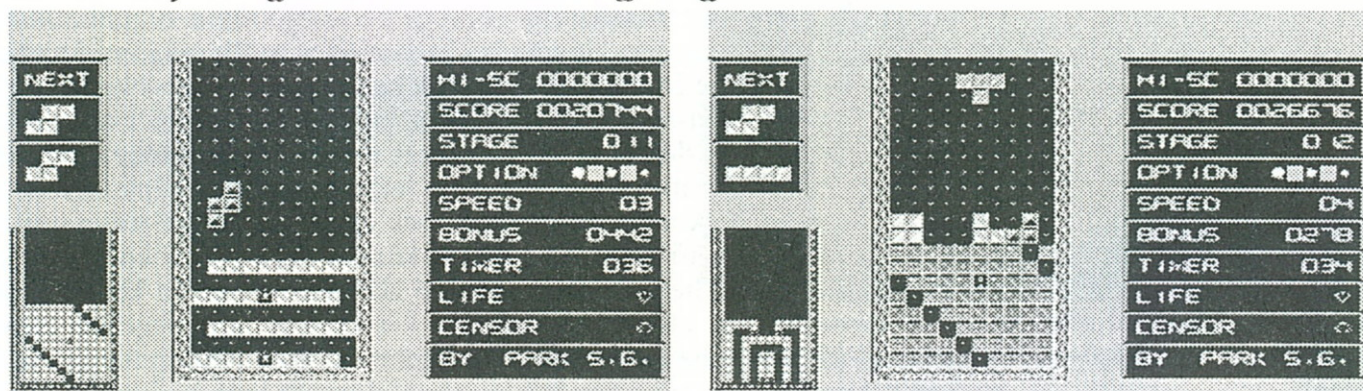 NEXT
HI-SC 0000000
SCORE 0020744
STAGE 011
OPTION
SPEED 03
BONUS 0442
TIMER 036
LIFE
CENSOR
BY PARK S.G.
NEXT
HI-SC 0000000
SCORE 0026676
STAGE 012
OPTION
SPEED 04
BONUS 0278
TIMER 034
LIFE
CENSOR
BY PARK S.G.